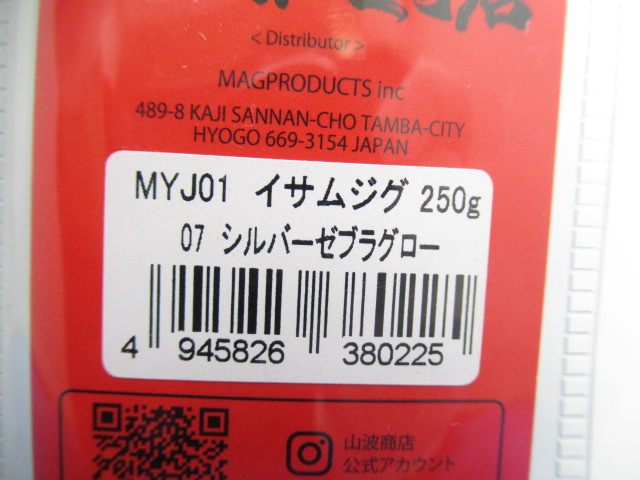 < Distributor >
MAGPRODUCTS inc
489-8 KAJI SANNAN-CHO TAMBA-CITY
HYOGO 669-3154 JAPAN
MYJ01 イサムジグ 250g
07 シルバーゼブラグロー
4 945826 380225
山波商店
公式アカウント